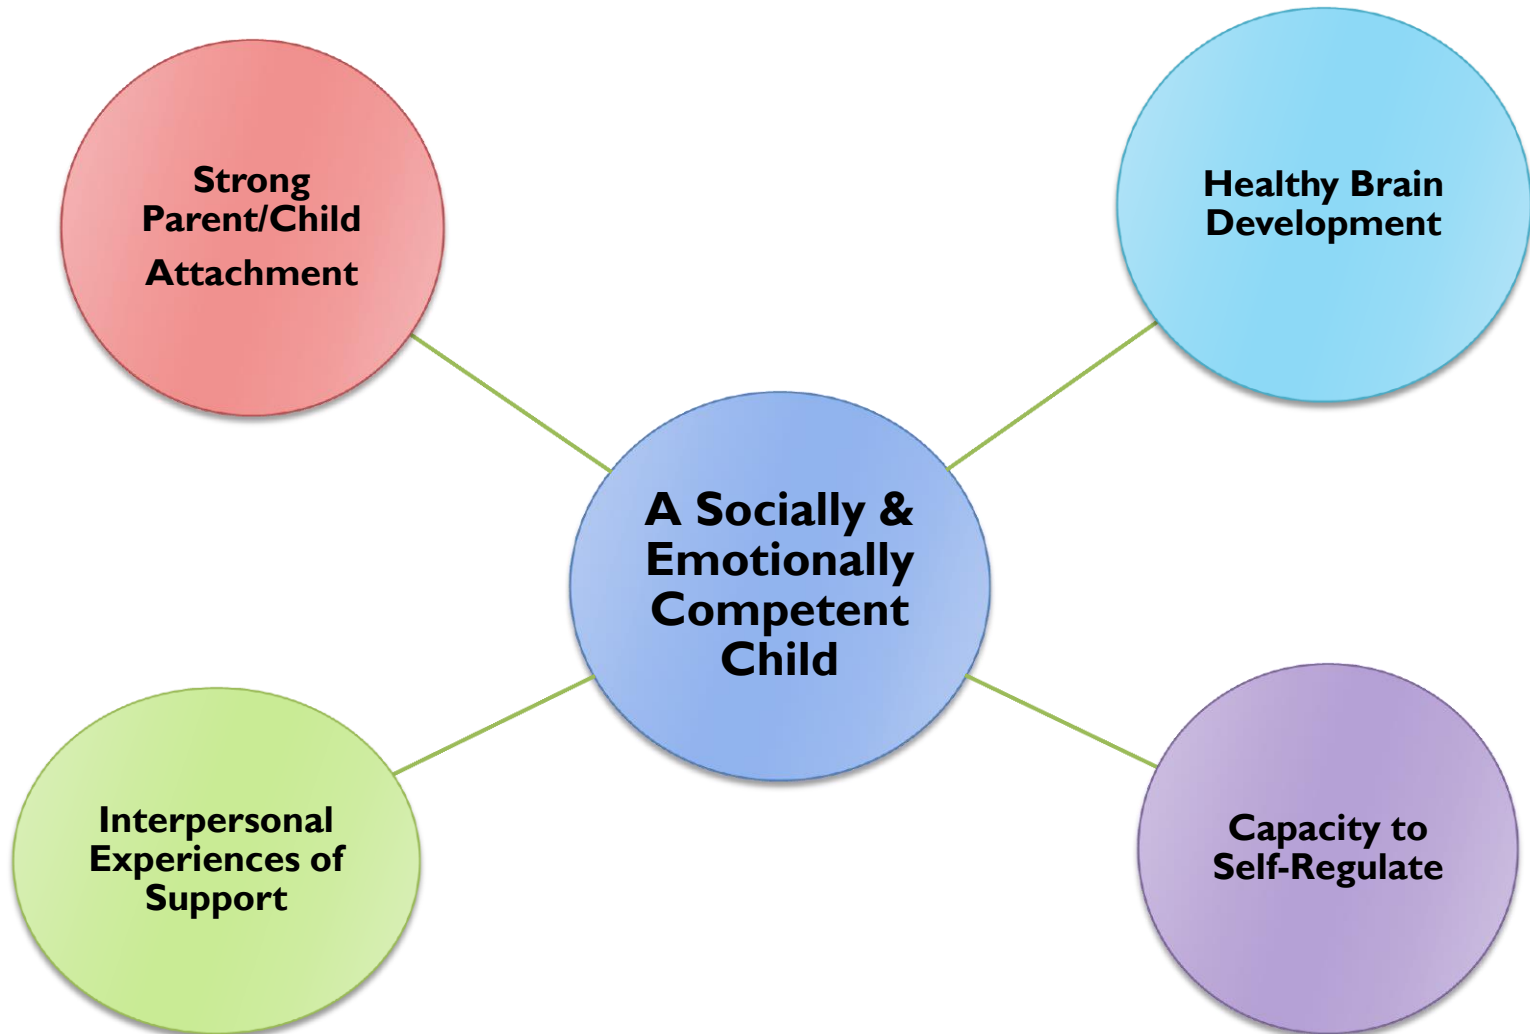 Strong
Parent/Child
Attachment
Healthy Brain
Development
A Socially &
Emotionally
Competent
Child
Interpersonal
Experiences of
Support
Capacity to
Self-Regulate